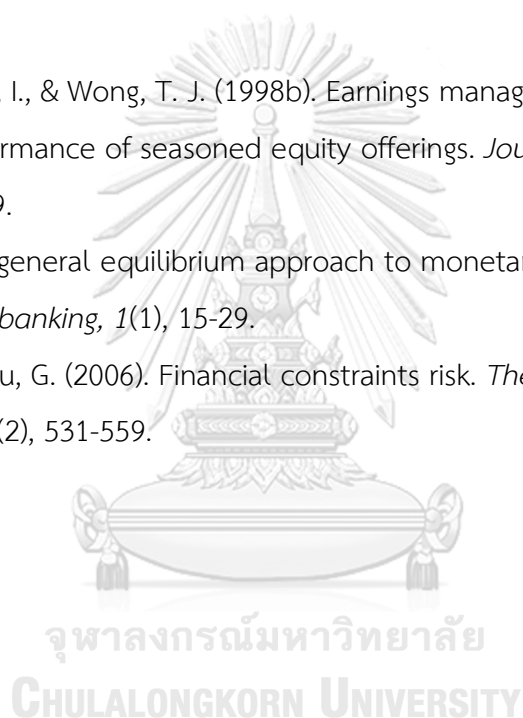 I., & Wong, T. J. (1998b). Earnings manag
rmance of seasoned equity offerings. Jou
9.
general equilibrium approach to monetar
banking, 1(1), 15-29.
u, G. (2006). Financial constraints risk. The
(2), 531-559.
จุฬาลงกรณ์มหาวิทยาลัย
CHULALONGKORN UNIVERSITY